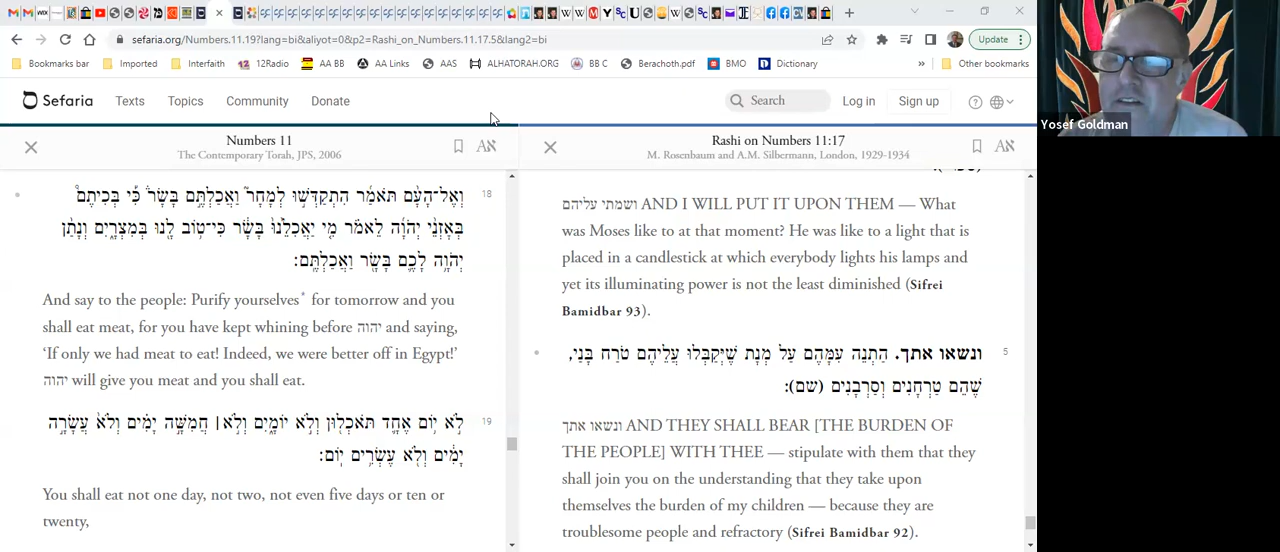 sefaria.org/Numbers.11.19?lang=bi&aliyot=0&p2=Rashi_on_Numbers.11.17.5&lang2=bi
Update
Bookmarks bar
Imported
Interfaith
12Radio
AA BB
AA Links
AAS
ALHATORAH.ORG
BB C
Berachoth.pdf
BMO
Dictionary
»
Other bookmarks
Sefaria
Texts
Topics
Community
Donate
Search
Log in
Sign up
Yosef Goldman
Numbers 11
The Contemporary Torah, JPS, 2006
18
וְאֶל־הָעָ֨ם תֹּאמַ֜ר הִתְקַדְּשׁ֣וּ לְמָחָר֮ וַאֲכַלְתֶּ֣ם בָּשָׂר֒ כִּ֡י בְּכִיתֶם֩
בְּאׇזְנֵ֨י יְהֹוָ֜ה לֵאמֹ֗ר מִ֤י יַאֲכִלֵ֙נוּ֙ בָּשָׂ֔ר כִּי־ט֥וֹב לָ֖נוּ בְּמִצְרָ֑יִם וְנָתַ֨ן
יְהֹוָ֥ה לָכֶ֛ם בָּשָׂ֖ר וַאֲכַלְתֶּֽם׃
And say to the people: Purify yourselves* for tomorrow and you
shall eat meat, for you have kept whining before יהוה and saying,
‘If only we had meat to eat! Indeed, we were better off in Egypt!’
יהוה will give you meat and you shall eat.
19
לֹ֣א י֥וֹם אֶחָ֛ד תֹּאכְל֖וּן וְלֹ֣א יוֹמָ֑יִם וְלֹ֣א ׀ חֲמִשָּׁ֣ה יָמִ֗ים וְלֹא֙ עֲשָׂרָ֣ה
יָמִ֔ים וְלֹ֖א עֶשְׂרִ֥ים יֽוֹם׃
You shall eat not one day, not two, not even five days or ten or
twenty,
Rashi on Numbers 11:17
M. Rosenbaum and A.M. Silbermann, London, 1929-1934
ושמתי עליהם AND I WILL PUT IT UPON THEM — What
was Moses like to at that moment? He was like to a light that is
placed in a candlestick at which everybody lights his lamps and
yet its illuminating power is not the least diminished (Sifrei
Bamidbar 93).
5
ונשאו אתך. הַתְנֵה עִמָּהֶם עַל מְנָת שֶׁיְּקַבְּלוּ עֲלֵיהֶם טֹרַח בָּנַי,
שֶׁהֵם טַרְחָנִים וְסַרְבָנִים (שם):
ונשאו אתך AND THEY SHALL BEAR [THE BURDEN OF
THE PEOPLE] WITH THEE — stipulate with them that they
shall join you on the understanding that they take upon
themselves the burden of my children — because they are
troublesome people and refractory (Sifrei Bamidbar 92).